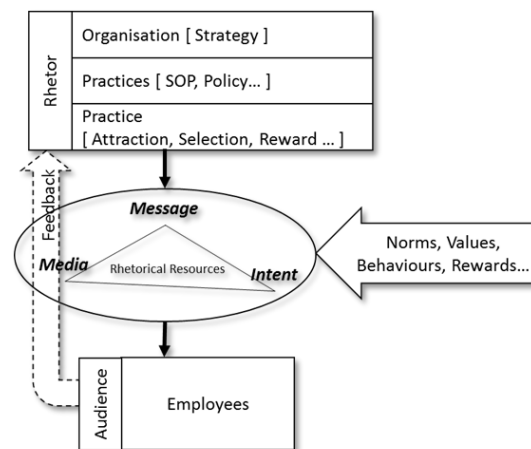 Rhetor
Organisation [ Strategy ]
Practices [ SOP, Policy... ]
Practice
[ Attraction, Selection, Reward ... ]
Feedback
Message
Media
Rhetorical Resources
Intent
Norms, Values,
Behaviours, Rewards...
Audience
Employees